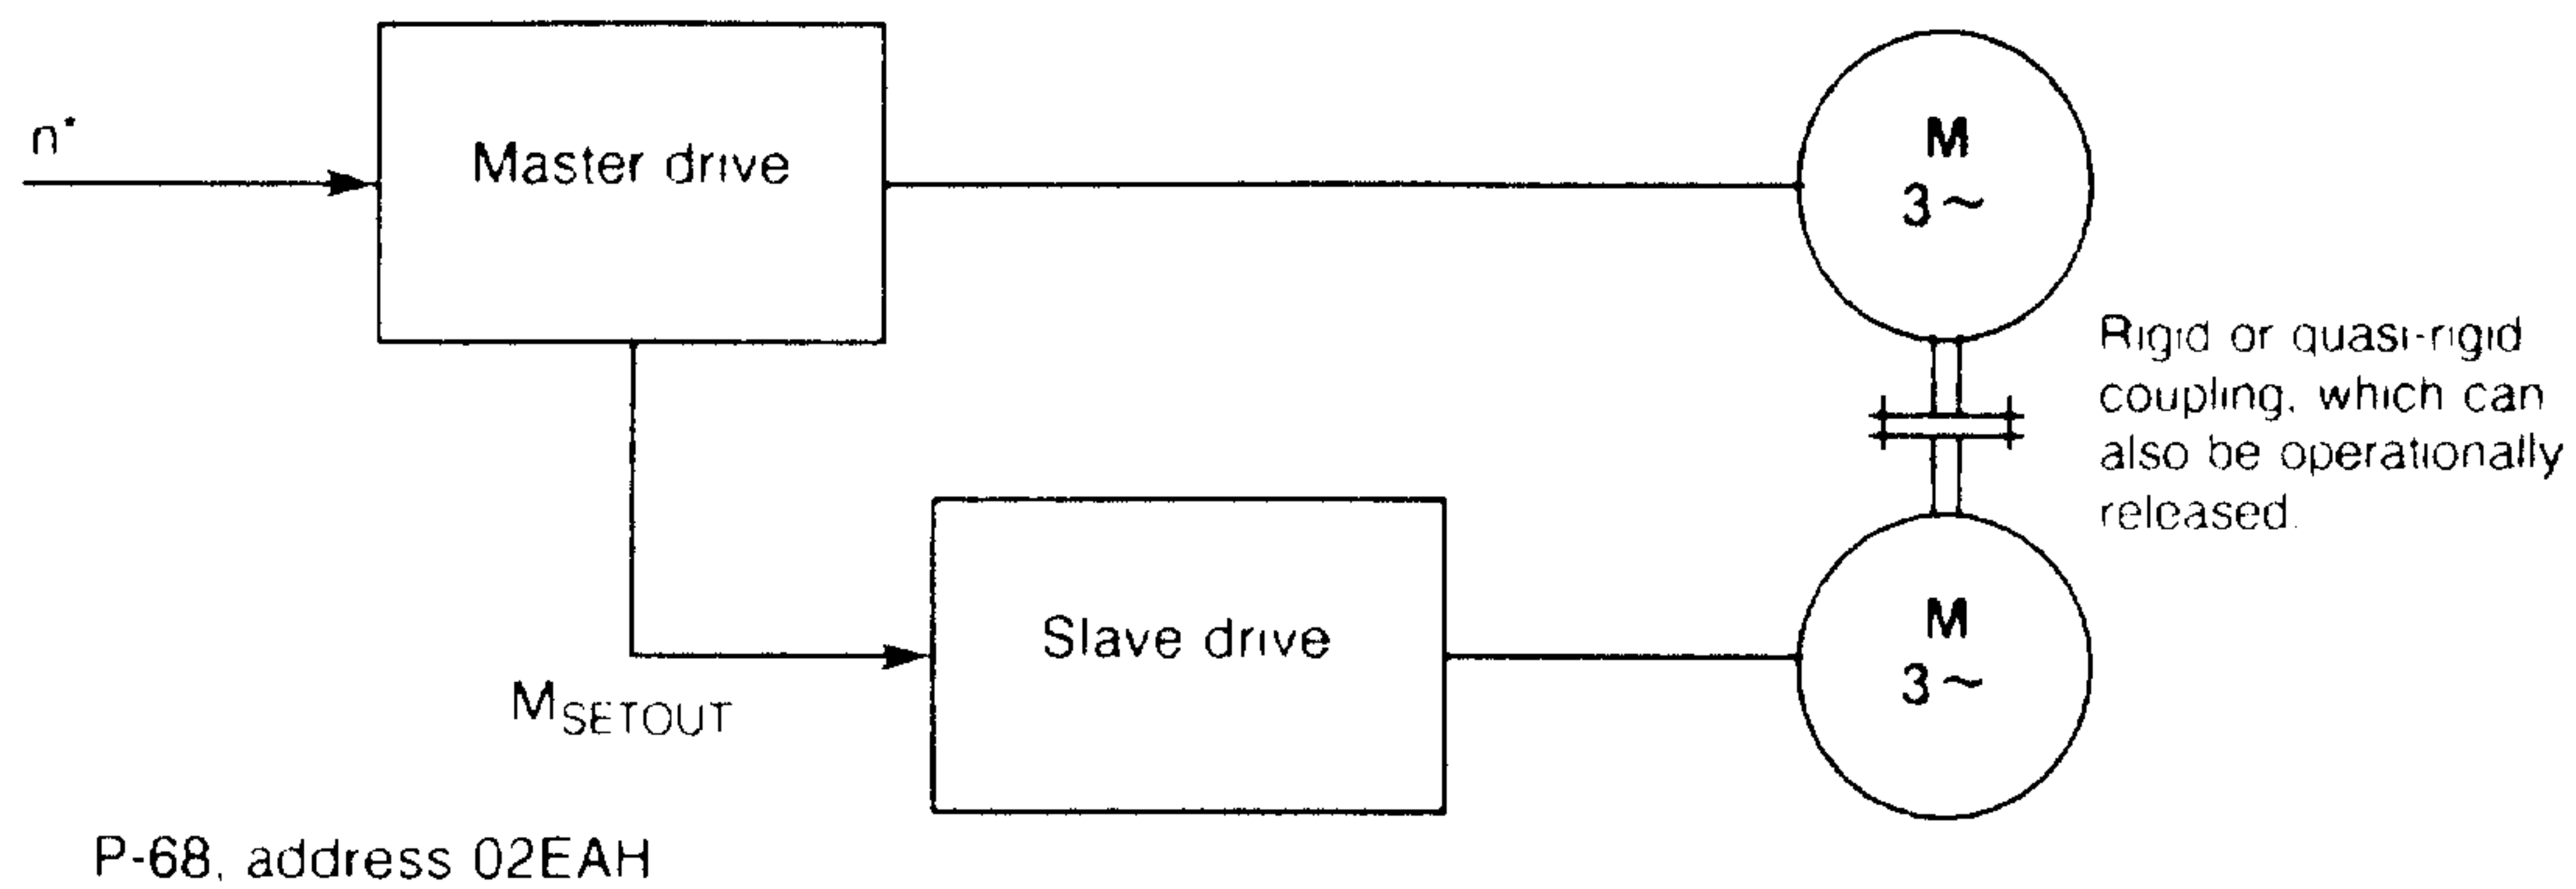 n*
Master drive
M
3~
Rigid or quasi-rigid
coupling, which can
also be operationally
released.
Slave drive
M
3~
MSETOUT
P-68, address 02EAH